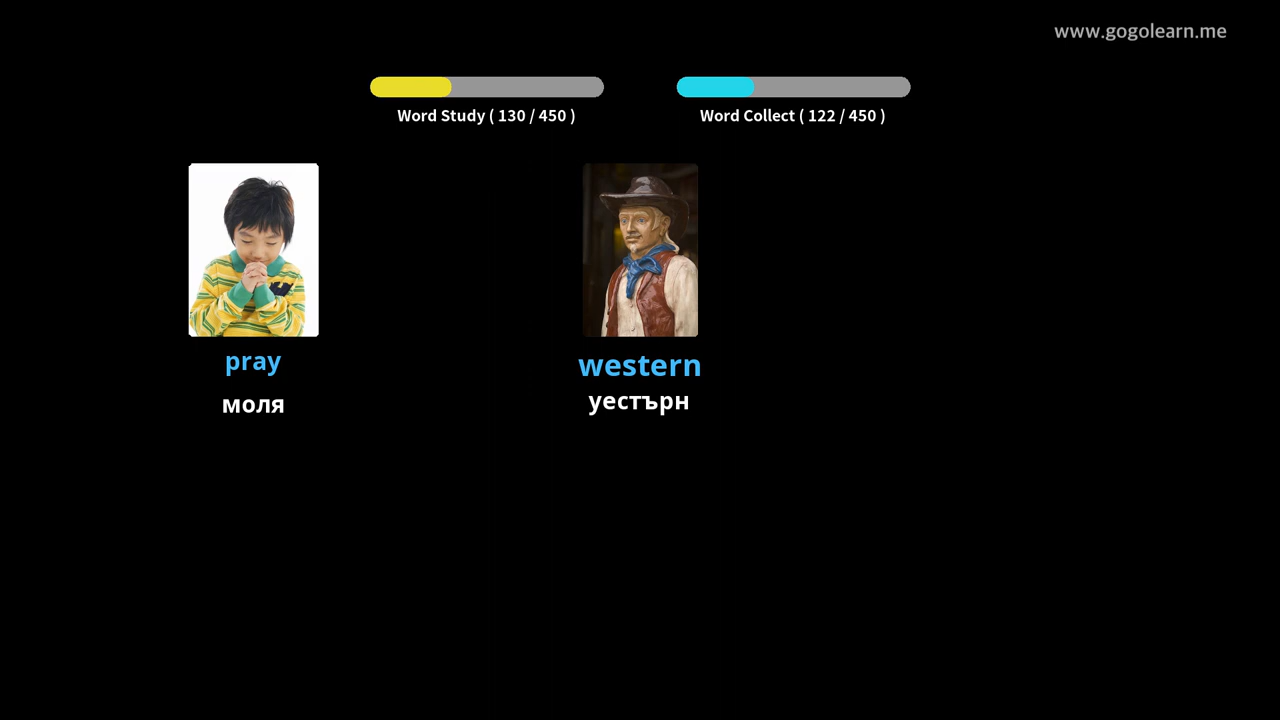 www.gogolearn.me
Word Study ( 130 / 450 )
Word Collect ( 122 / 450 )
pray
моля
western
уестърн